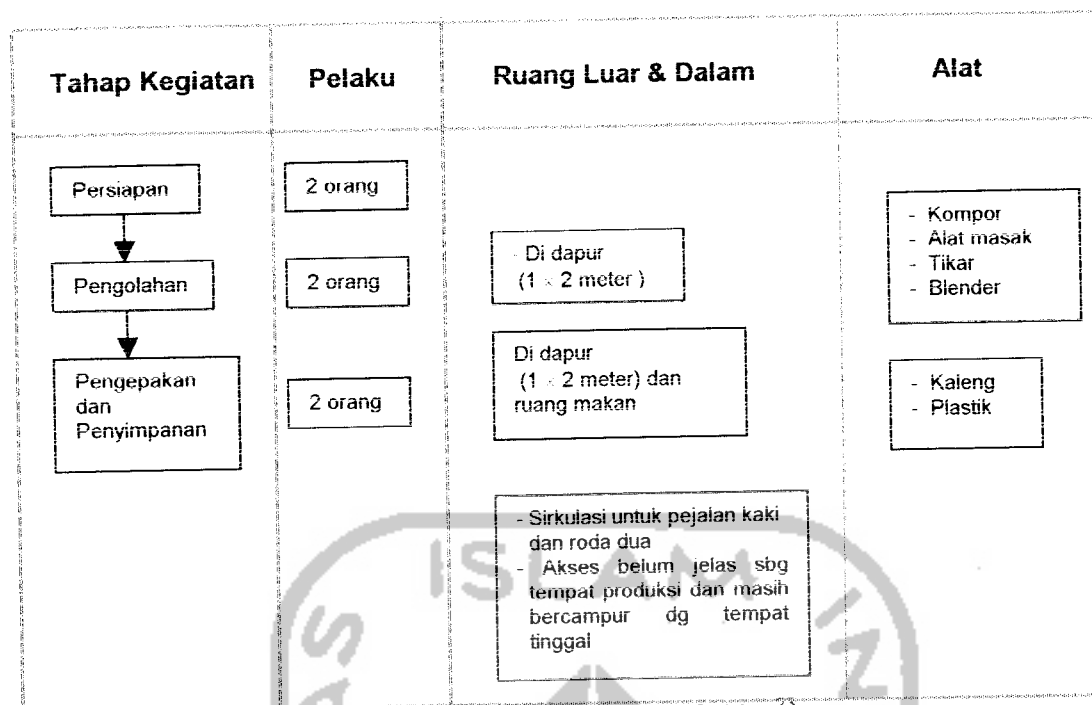 Tahap Kegiatan
Pelaku
Ruang Luar & Dalam
Alat
Persiapan
2 orang
Pengolahan
2 orang
- Di dapur
(1 × 2 meter )
- Kompor
- Alat masak
- Tikar
- Blender
Pengepakan
dan
Penyimpanan
2 orang
Di dapur
(1 × 2 meter) dan
ruang makan
- Kaleng
- Plastik
- Sirkulasi untuk pejalan kaki
dan roda dua
- Akses belum jelas sbg
tempat produksi dan masih
bercampur dg tempat
tinggal
ISLAM